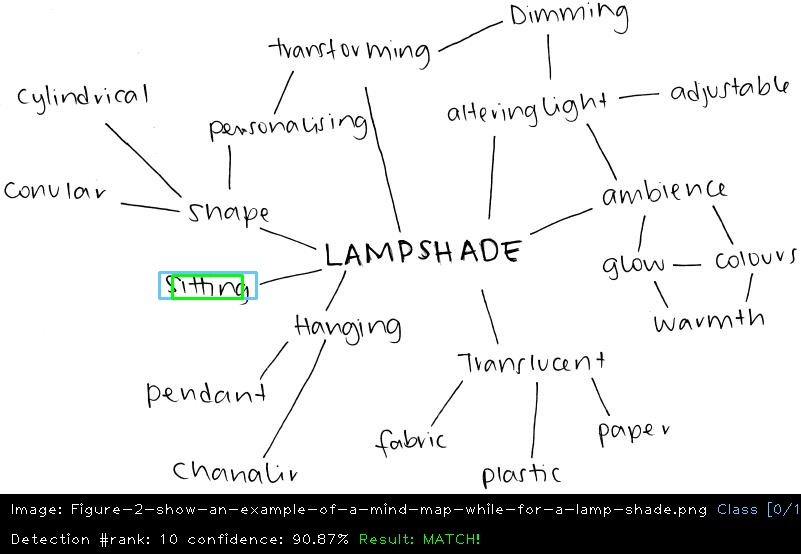 Dimming
transforming
cylindrical
altering light
adjustable
personalising
conular
shape
ambience
LAMPSHADE
glow
colours
sitting
Hanging
warmth
Translucent
pendant
fabric
paper
chanalir
plastic
Image: Figure-2-show-an-example-of-a-mind-map-while-for-a-lamp-shade.png Class [0/1
Detection #rank: 10 confidence: 90.87% Result: MATCH!